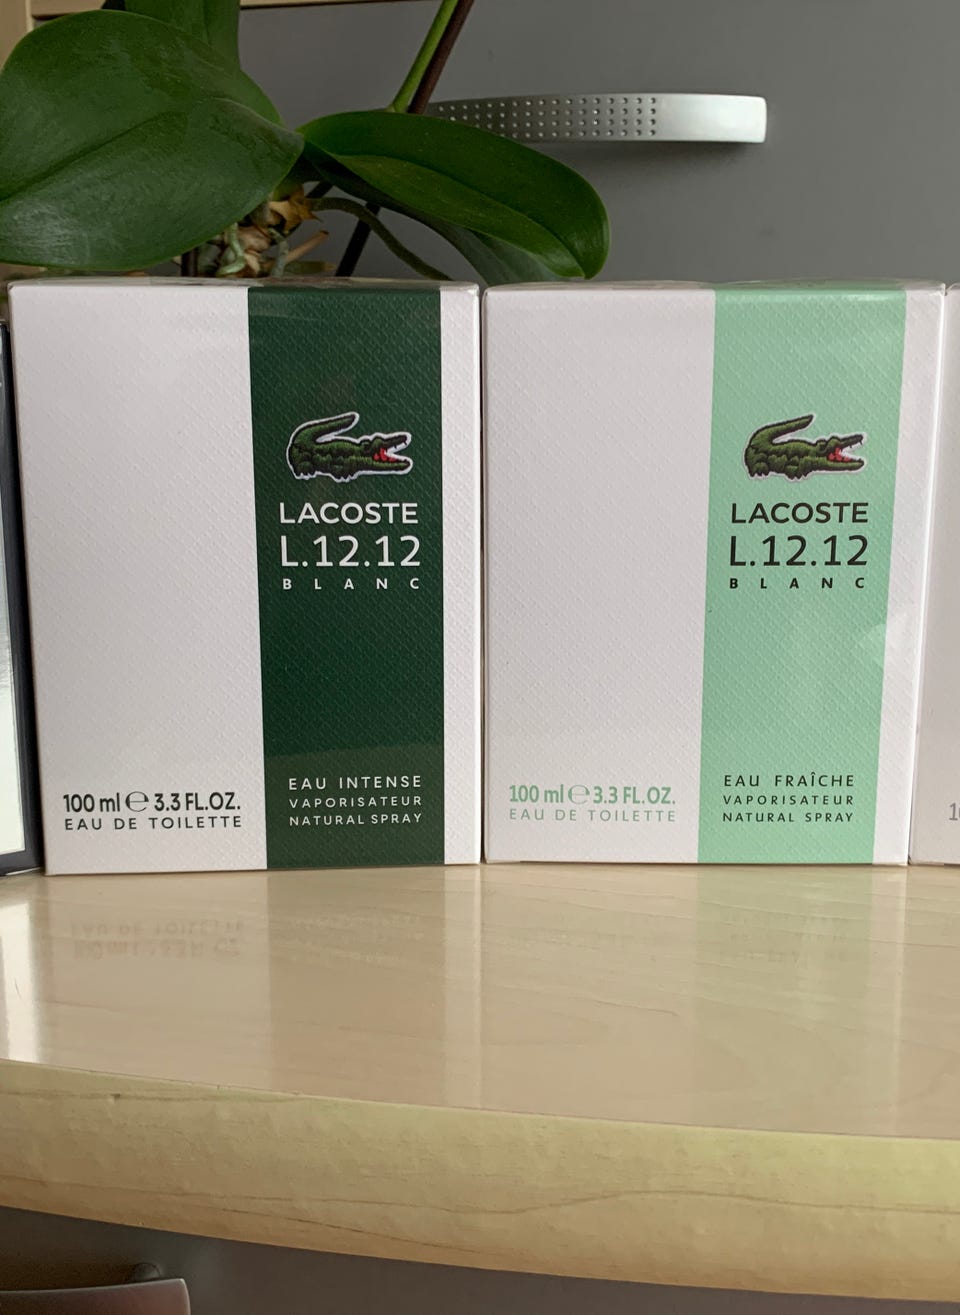 LACOSTE
L.12.12
BLANC
EAU INTENSE
VAPORISATEUR
NATURAL SPRAY
100 ml ℮ 3.3 FL.OZ.
EAU DE TOILETTE
LACOSTE
L.12.12
BLANC
EAU FRAÎCHE
VAPORISATEUR
NATURAL SPRAY
100 ml ℮ 3.3 FL.OZ.
EAU DE TOILETTE